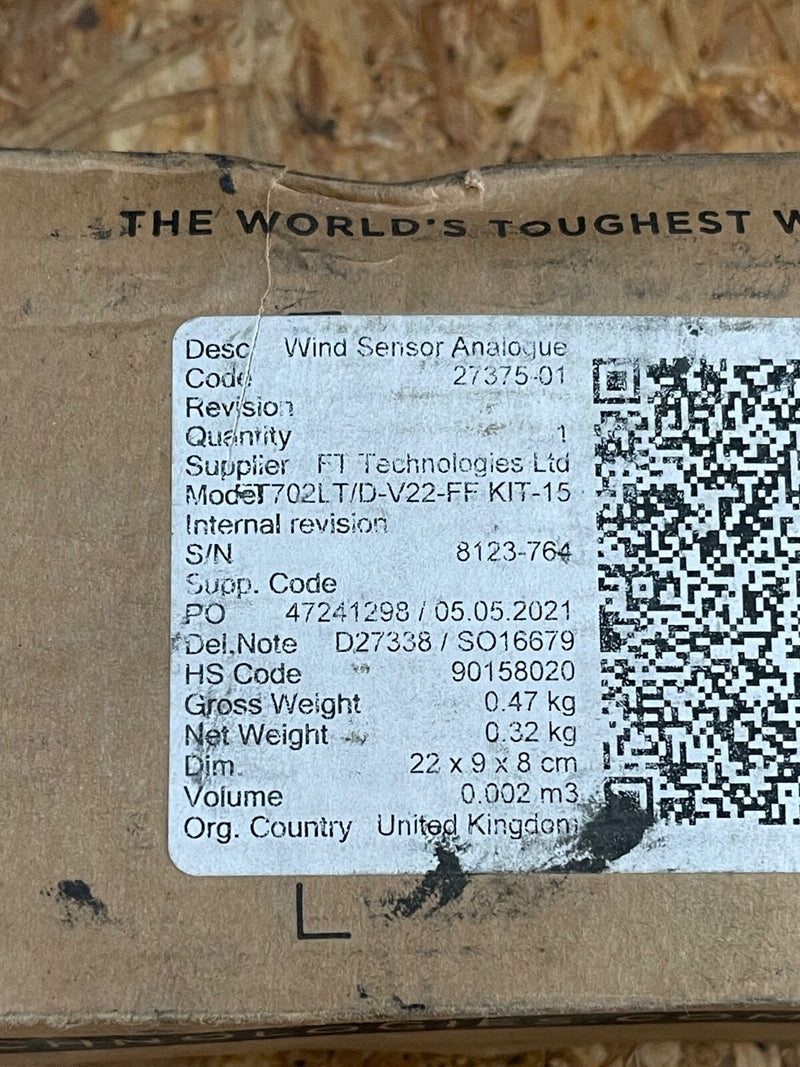 THE WORLD'S TOUGHEST W
Desc Wind Sensor Analogue
Code 27375-01
Revision
Quantity 1
Supplier FT Technologies Ltd
Model FT702LT/D-V22-FF KIT-15
Internal revision
S/N 8123-764
Supp. Code
PO 47241298 / 05.05.2021
Del.Note D27338 / SO16679
HS Code 90158020
Gross Weight 0.47 kg
Net Weight 0.32 kg
Dim. 22 x 9 x 8 cm
Volume 0.002 m3
Org. Country United Kingdom